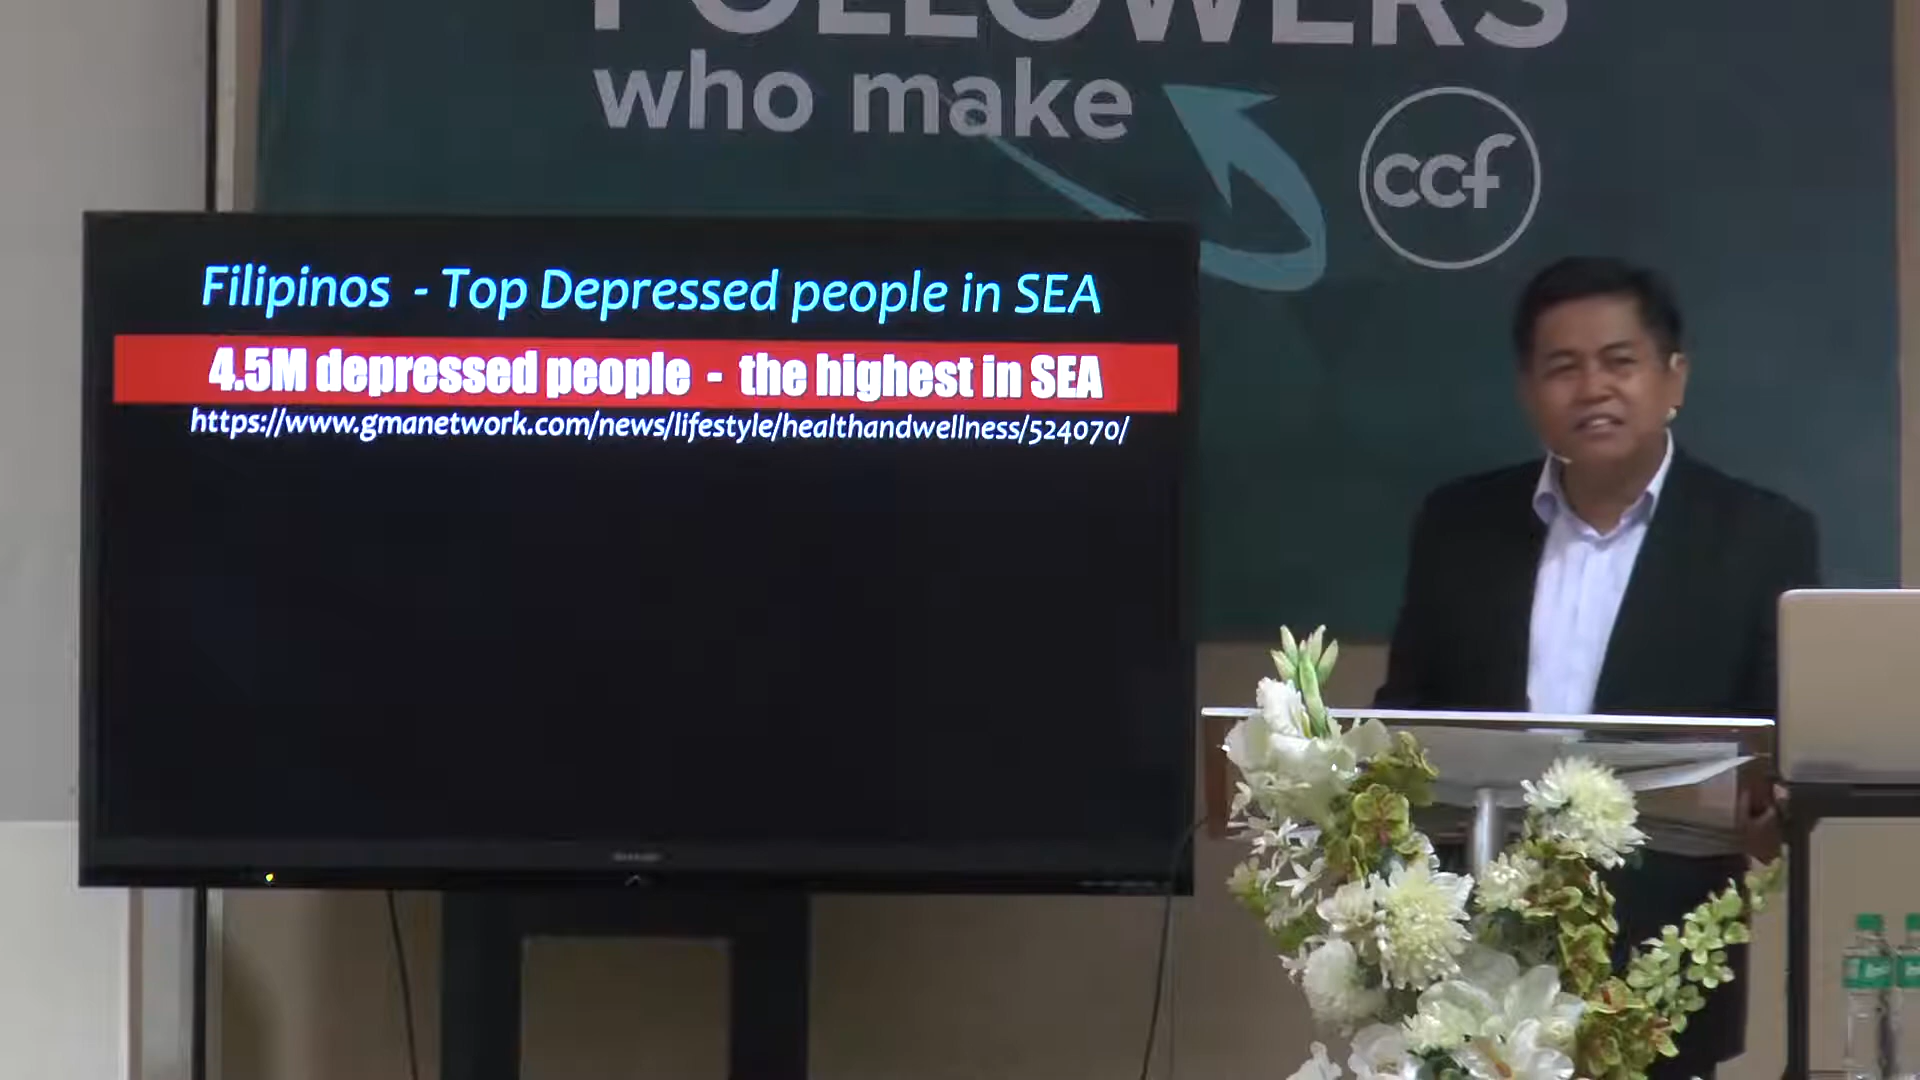 FOLLOWERS
who make
ccf
Filipinos - Top Depressed people in SEA
4.5M depressed people - the highest in SEA
https://www.gmanetwork.com/news/lifestyle/healthandwellness/524070/